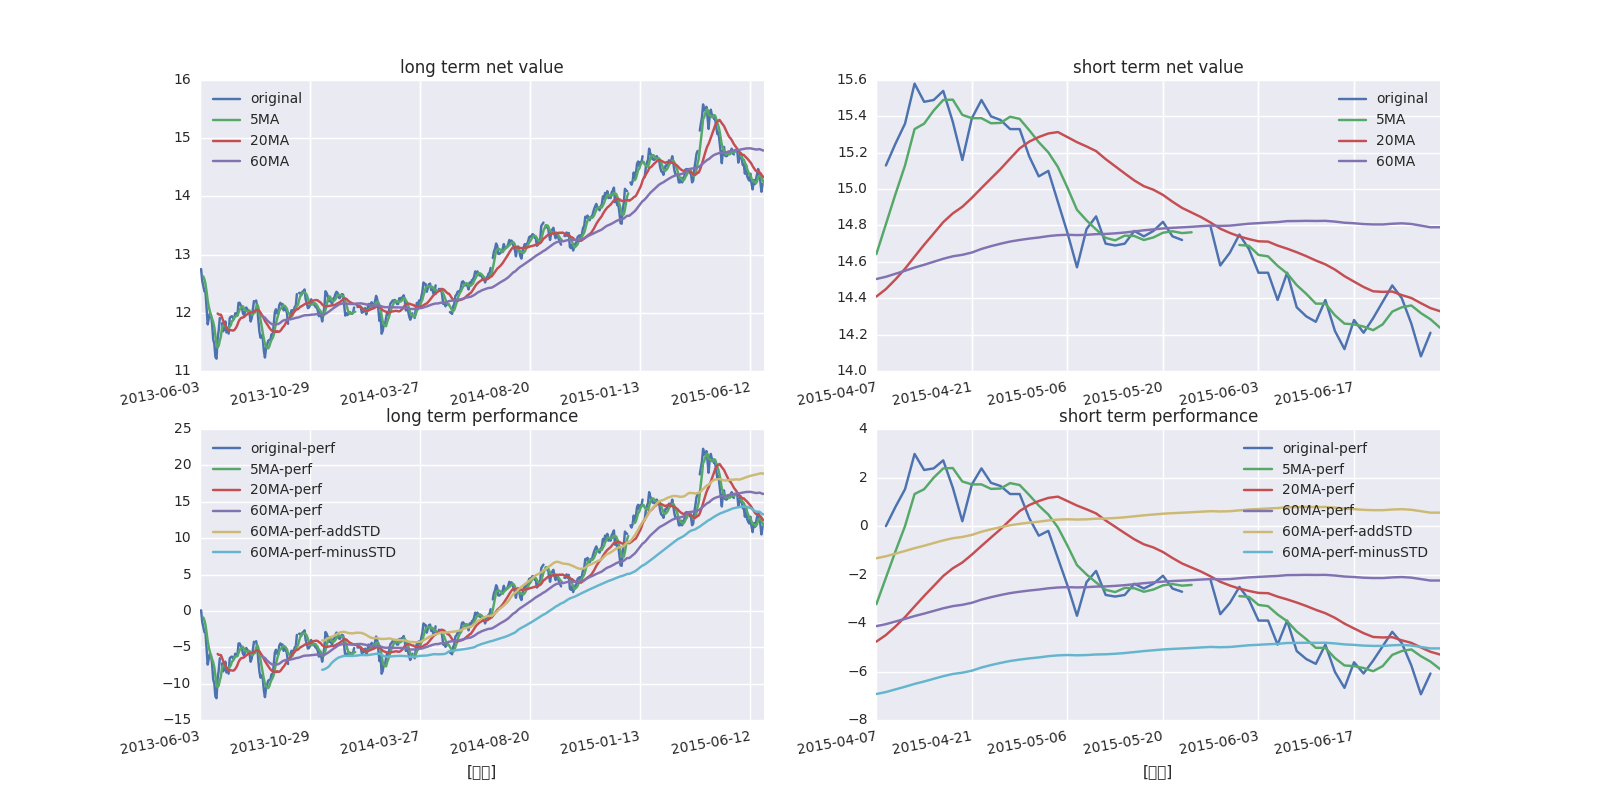 long term net value
16
15
14
13
12
11
original
5MA
20MA
60MA
2013-06-03
2013-10-29
2014-03-27
2014-08-20
2015-01-13
2015-06-12
short term net value
15.6
15.4
15.2
15.0
14.8
14.6
14.4
14.2
14.0
original
5MA
20MA
60MA
2015-04-07
2015-04-21
2015-05-06
2015-05-20
2015-06-03
2015-06-17
long term performance
25
20
15
10
5
0
−5
−10
−15
original-perf
5MA-perf
20MA-perf
60MA-perf
60MA-perf-addSTD
60MA-perf-minusSTD
2013-06-03
2013-10-29
2014-03-27
2014-08-20
2015-01-13
2015-06-12
short term performance
4
2
0
−2
−4
−6
−8
original-perf
5MA-perf
20MA-perf
60MA-perf
60MA-perf-addSTD
60MA-perf-minusSTD
2015-04-07
2015-04-21
2015-05-06
2015-05-20
2015-06-03
2015-06-17